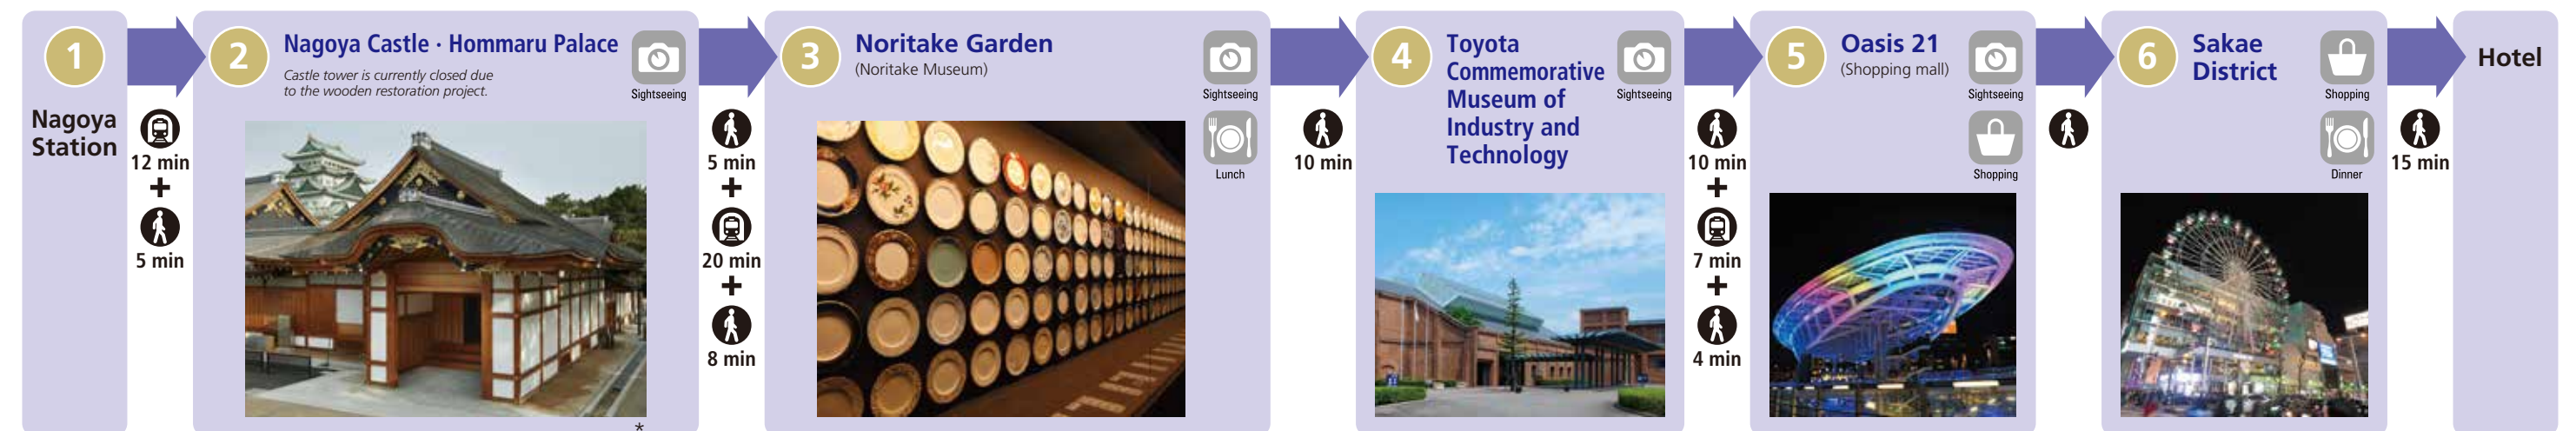 1
Nagoya
Station
12 min
+
5 min
2
Nagoya Castle · Hommaru Palace
Castle tower is currently closed due
to the wooden restoration project.
Sightseeing
*
5 min
+
20 min
+
8 min
3
Noritake Garden
(Noritake Museum)
Sightseeing
Lunch
10 min
4
Toyota
Commemorative
Museum of
Industry and
Technology
Sightseeing
10 min
+
7 min
+
4 min
5
Oasis 21
(Shopping mall)
Sightseeing
Shopping
6
Sakae
District
Shopping
Dinner
15 min
Hotel